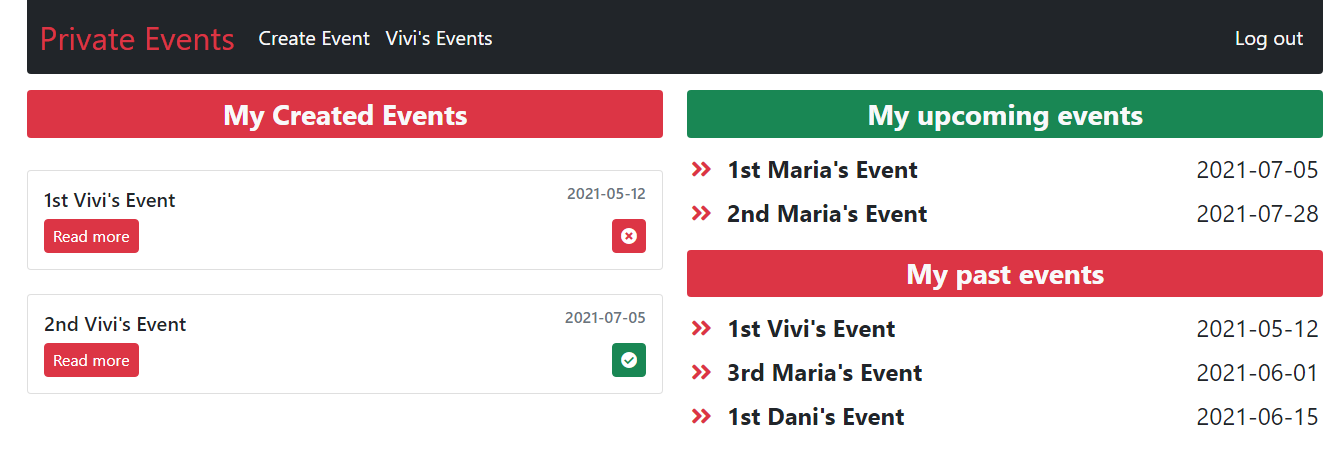 Private Events Create Event Vivi's Events Log out
My Created Events
1st Vivi's Event 2021-05-12
Read more
2nd Vivi's Event 2021-07-05
Read more
My upcoming events
1st Maria's Event 2021-07-05
2nd Maria's Event 2021-07-28
My past events
1st Vivi's Event 2021-05-12
3rd Maria's Event 2021-06-01
1st Dani's Event 2021-06-15